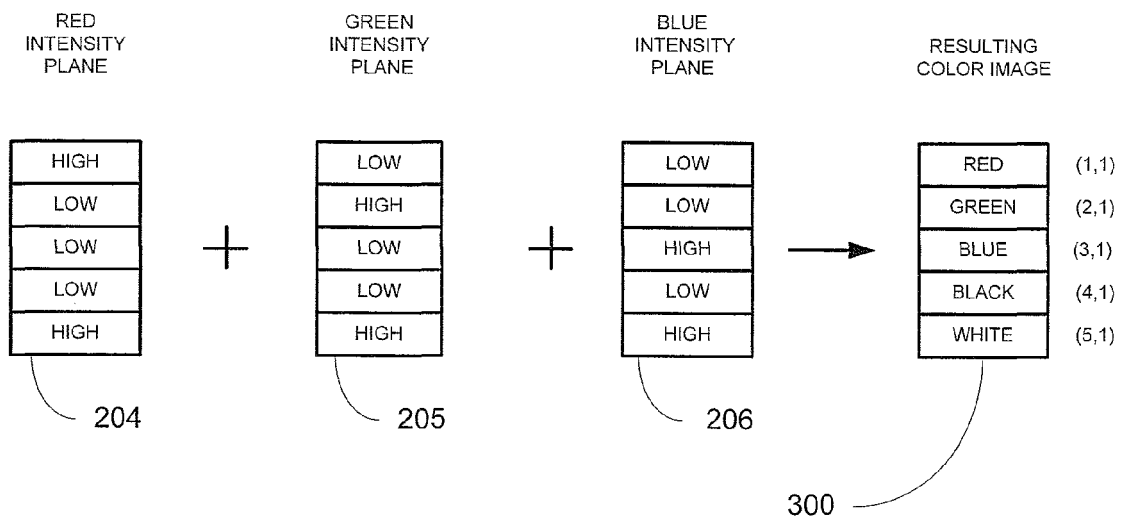 RED
INTENSITY
PLANE
GREEN
INTENSITY
PLANE
BLUE
INTENSITY
PLANE
RESULTING
COLOR IMAGE
HIGH
LOW
LOW
LOW
HIGH
+
LOW
HIGH
LOW
LOW
HIGH
+
LOW
LOW
HIGH
LOW
HIGH
RED (1,1)
GREEN (2,1)
BLUE (3,1)
BLACK (4,1)
WHITE (5,1)
204
205
206
300